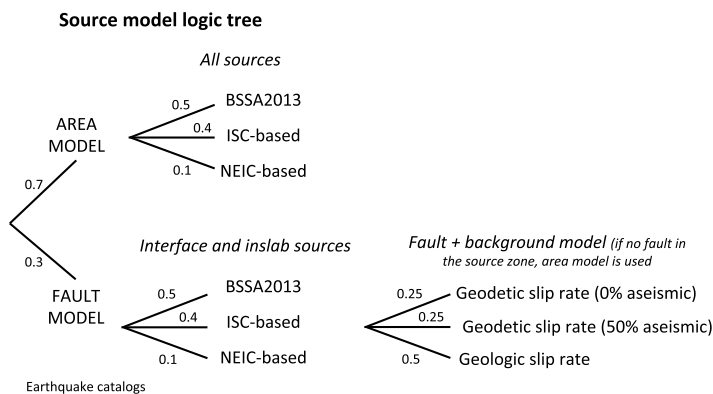 Source model logic tree
All sources
0.5
BSSA2013
AREA
MODEL
0.4
ISC-based
0.1
NEIC-based
0.7
0.3
Interface and inslab sources
Fault + background model (if no fault in
the source zone, area model is used
FAULT
MODEL
0.5
BSSA2013
0.4
ISC-based
0.1
NEIC-based
0.25
Geodetic slip rate (0% aseismic)
0.25
Geodetic slip rate (50% aseismic)
0.5
Geologic slip rate
Earthquake catalogs